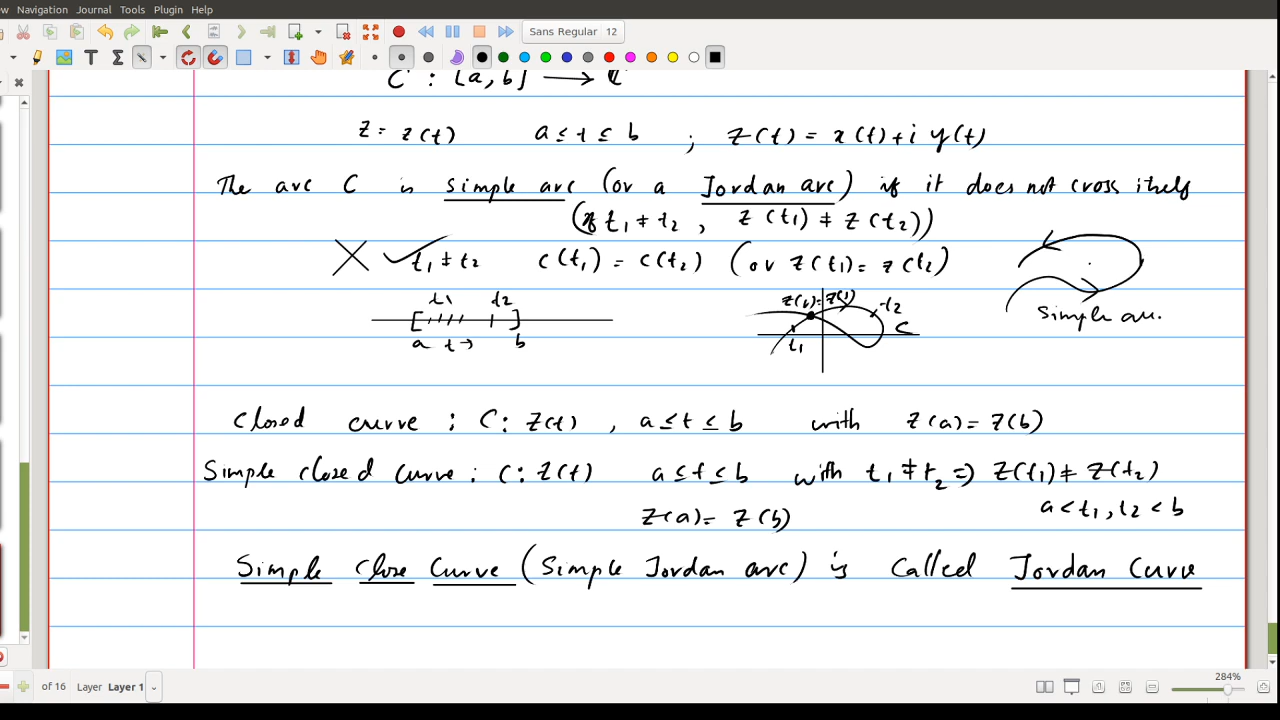 Navigation Journal Tools Plugin Help
Sans Regular 12
C : [a,b] → ℂ
z = z(t) a ≤ t ≤ b ; z(t) = x(t) + i y(t)
The arc C is simple arc (or a Jordan arc) if it does not cross itself
(if t₁ ≠ t₂ , z(t₁) ≠ z(t₂))
t₁ ≠ t₂ c(t₁) = c(t₂) (or z(t₁) = z(t₂)
t₁ t₂
[ ]
a t → b
z(t₁) = z(t₂)
t₂
C
t₁
simple arc.
Closed curve : C: z(t) , a ≤ t ≤ b with z(a) = z(b)
Simple closed curve : C: z(t) a ≤ t ≤ b with t₁ ≠ t₂ ⇒ z(t₁) ≠ z(t₂)
z(a) = z(b) a < t₁, t₂ < b
Simple Close Curve (Simple Jordan arc) is called Jordan Curve
of 16 Layer Layer 1
284%